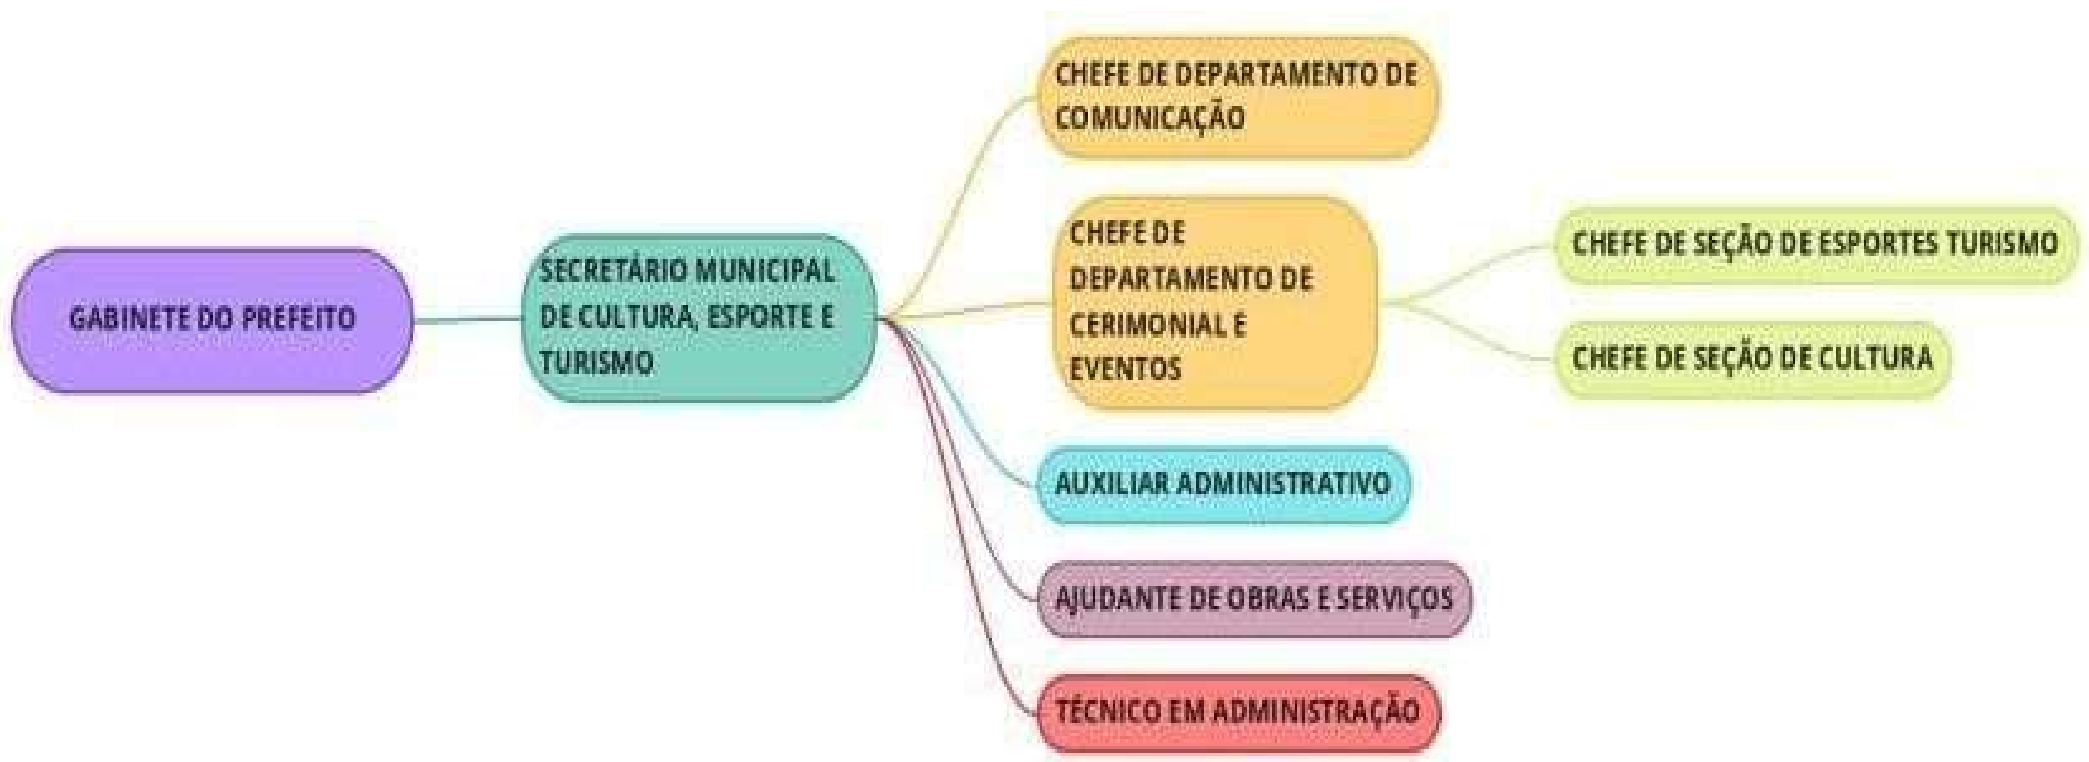 GABINETE DO PREFEITO
SECRETÁRIO MUNICIPAL
DE CULTURA, ESPORTE E
TURISMO
CHEFE DE DEPARTAMENTO DE
COMUNICAÇÃO
CHEFE DE
DEPARTAMENTO DE
CERIMONIAL E
EVENTOS
CHEFE DE SEÇÃO DE ESPORTES TURISMO
CHEFE DE SEÇÃO DE CULTURA
AUXILIAR ADMINISTRATIVO
AJUDANTE DE OBRAS E SERVIÇOS
TÉCNICO EM ADMINISTRAÇÃO